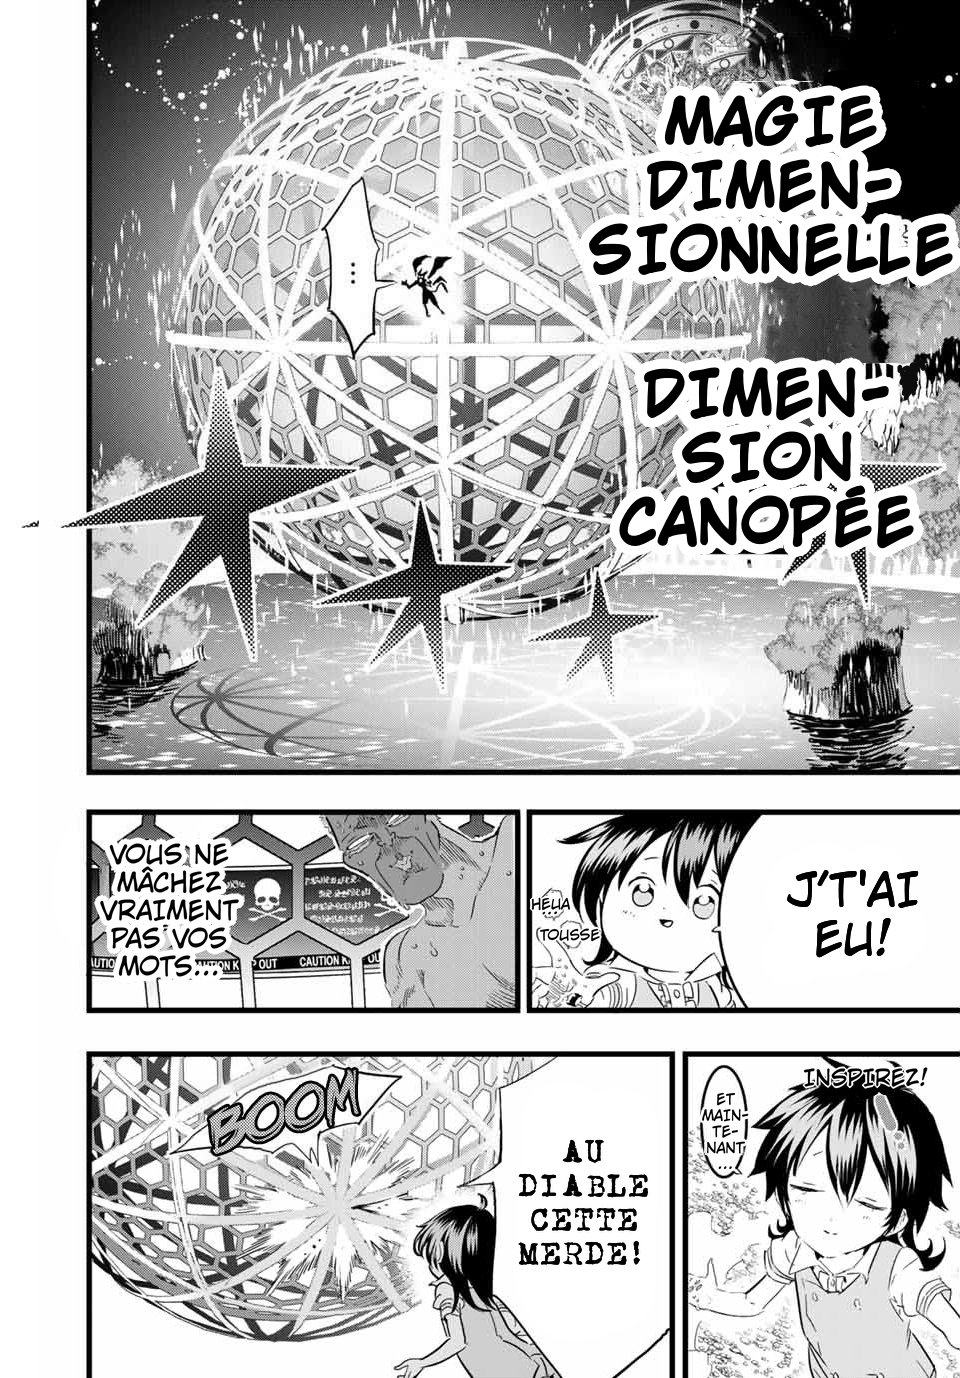 MAGIE
DIMEN-
SIONNELLE
...
DIMEN-
SION
CANOPÉE
J'T'AI
EU!
HÉLIA
...
(TOUSSE
VOUS NE
MÂCHEZ
VRAIMENT
PAS VOS
MOTS...
CAUTION KEEP OUT
CAUTION KEEP OUT
INSPIREZ!
ET
MAIN-
TE-
NANT
...
AU
DIABLE
CETTE
MERDE!
BOOM